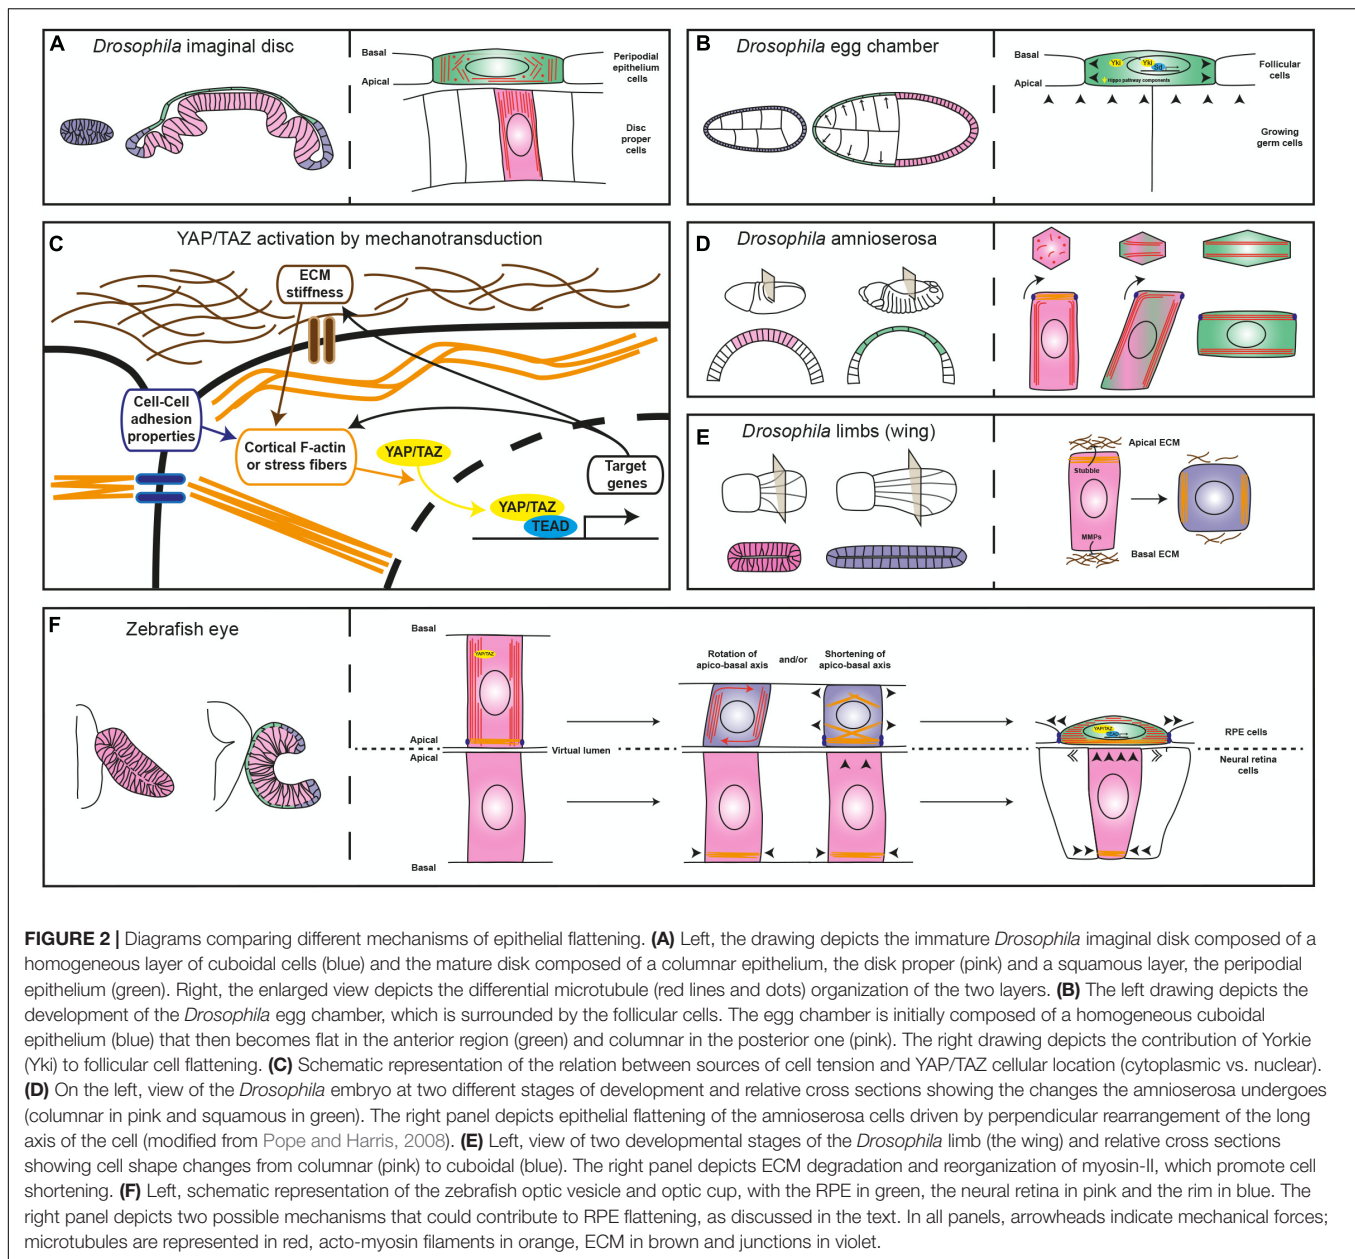 A
Drosophila imaginal disc
Basal
Apical
Peripodial
epithelium
cells
Disc
proper
cells
B
Drosophila egg chamber
Basal
Apical
Yki
Yki
Sd
Hippo pathway components
Follicular
cells
Growing
germ cells
C
YAP/TAZ activation by mechanotransduction
ECM
stiffness
Cell-Cell
adhesion
properties
Cortical F-actin
or stress fibers
YAP/TAZ
YAP/TAZ
TEAD
Target
genes
D
Drosophila amnioserosa
E
Drosophila limbs (wing)
Apical ECM
Stubble
MMPs
Basal ECM
F
Zebrafish eye
Basal
YAP/TAZ
Apical
Apical
Virtual lumen
Basal
Rotation of
apico-basal axis
and/or
Shortening of
apico-basal axis
YAP/TAZ
TEAD
RPE cells
Neural retina
cells
FIGURE 2 | Diagrams comparing different mechanisms of epithelial flattening. (A) Left, the drawing depicts the immature Drosophila imaginal disk composed of a
homogeneous layer of cuboidal cells (blue) and the mature disk composed of a columnar epithelium, the disk proper (pink) and a squamous layer, the peripodial
epithelium (green). Right, the enlarged view depicts the differential microtubule (red lines and dots) organization of the two layers. (B) The left drawing depicts the
development of the Drosophila egg chamber, which is surrounded by the follicular cells. The egg chamber is initially composed of a homogeneous cuboidal
epithelium (blue) that then becomes flat in the anterior region (green) and columnar in the posterior one (pink). The right drawing depicts the contribution of Yorkie
(Yki) to follicular cell flattening. (C) Schematic representation of the relation between sources of cell tension and YAP/TAZ cellular location (cytoplasmic vs. nuclear).
(D) On the left, view of the Drosophila embryo at two different stages of development and relative cross sections showing the changes the amnioserosa undergoes
(columnar in pink and squamous in green). The right panel depicts epithelial flattening of the amnioserosa cells driven by perpendicular rearrangement of the long
axis of the cell (modified from Pope and Harris, 2008). (E) Left, view of two developmental stages of the Drosophila limb (the wing) and relative cross sections
showing cell shape changes from columnar (pink) to cuboidal (blue). The right panel depicts ECM degradation and reorganization of myosin-II, which promote cell
shortening. (F) Left, schematic representation of the zebrafish optic vesicle and optic cup, with the RPE in green, the neural retina in pink and the rim in blue. The
right panel depicts two possible mechanisms that could contribute to RPE flattening, as discussed in the text. In all panels, arrowheads indicate mechanical forces;
microtubules are represented in red, acto-myosin filaments in orange, ECM in brown and junctions in violet.